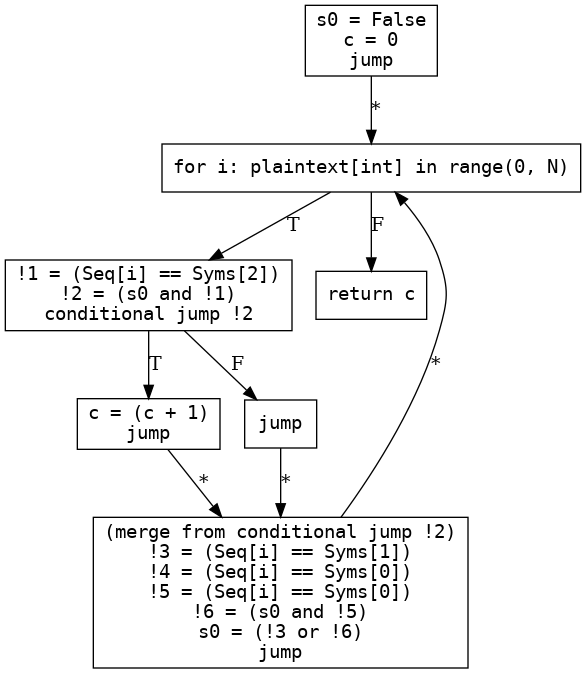 s0 = False
c = 0
jump
*
for i: plaintext[int] in range(0, N)
T
F
!1 = (Seq[i] == Syms[2])
!2 = (s0 and !1)
conditional jump !2
return c
T
F
*
c = (c + 1)
jump
jump
*
*
(merge from conditional jump !2)
!3 = (Seq[i] == Syms[1])
!4 = (Seq[i] == Syms[0])
!5 = (Seq[i] == Syms[0])
!6 = (s0 and !5)
s0 = (!3 or !6)
jump